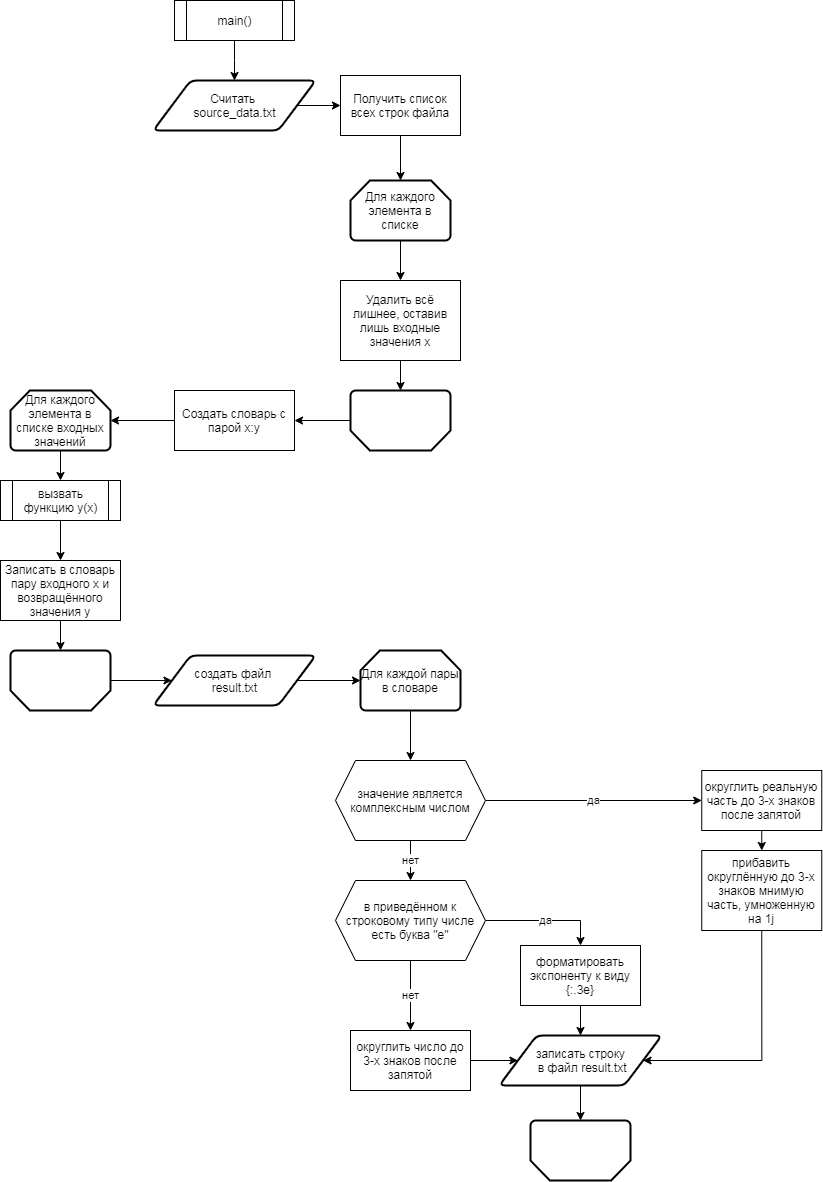 main()
Считать
source_data.txt
Получить список
всех строк файла
Для каждого
элемента в
списке
Удалить всё
лишнее, оставив
лишь входные
значения x
Создать словарь с
парой x:y
Для каждого
элемента в
списке входных
значений
вызвать
функцию y(x)
Записать в словарь
пару входного x и
возвращённого
значения y
создать файл
result.txt
Для каждой пары
в словаре
значение является
комплексным числом
да
округлить реальную
часть до 3-х знаков
после запятой
прибавить
округлённую до 3-х
знаков мнимую
часть, умноженную
на 1j
нет
в приведённом к
строковому типу числе
есть буква "e"
да
форматировать
экспоненту к виду
{:.3e}
нет
округлить число до
3-х знаков после
запятой
записать строку
в файл result.txt